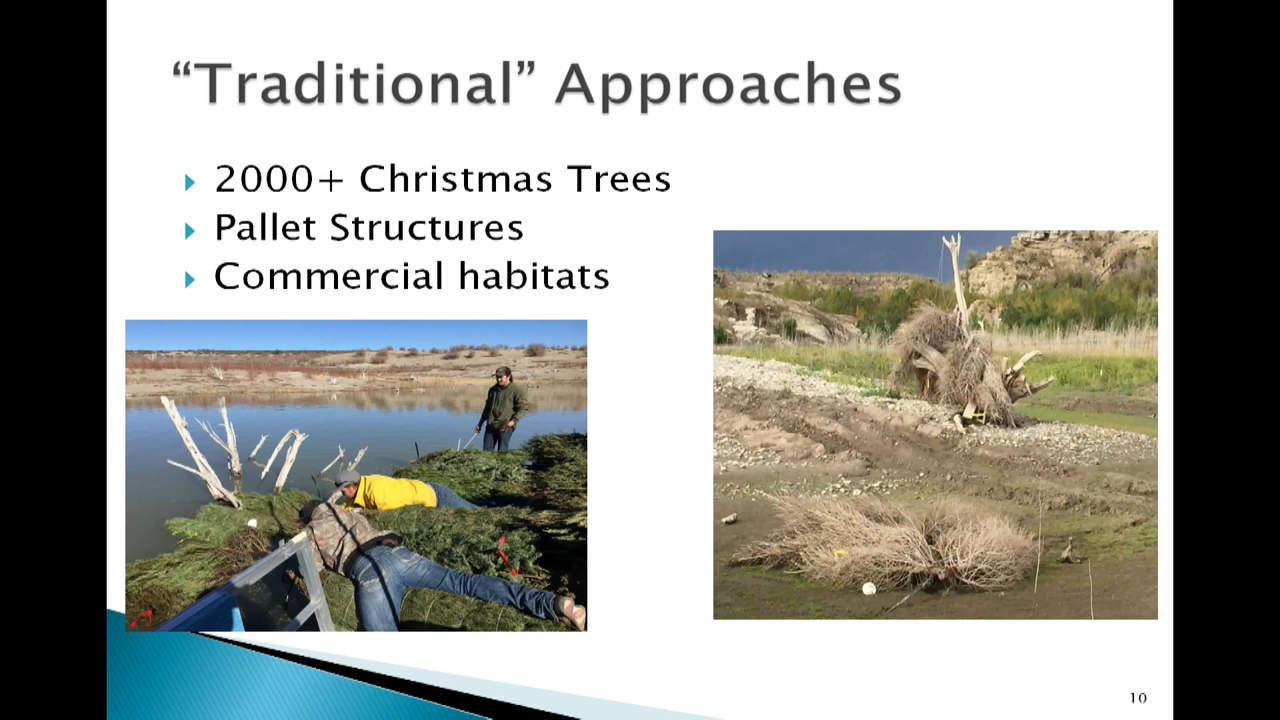 “Traditional” Approaches
2000+ Christmas Trees
Pallet Structures
Commercial habitats
10